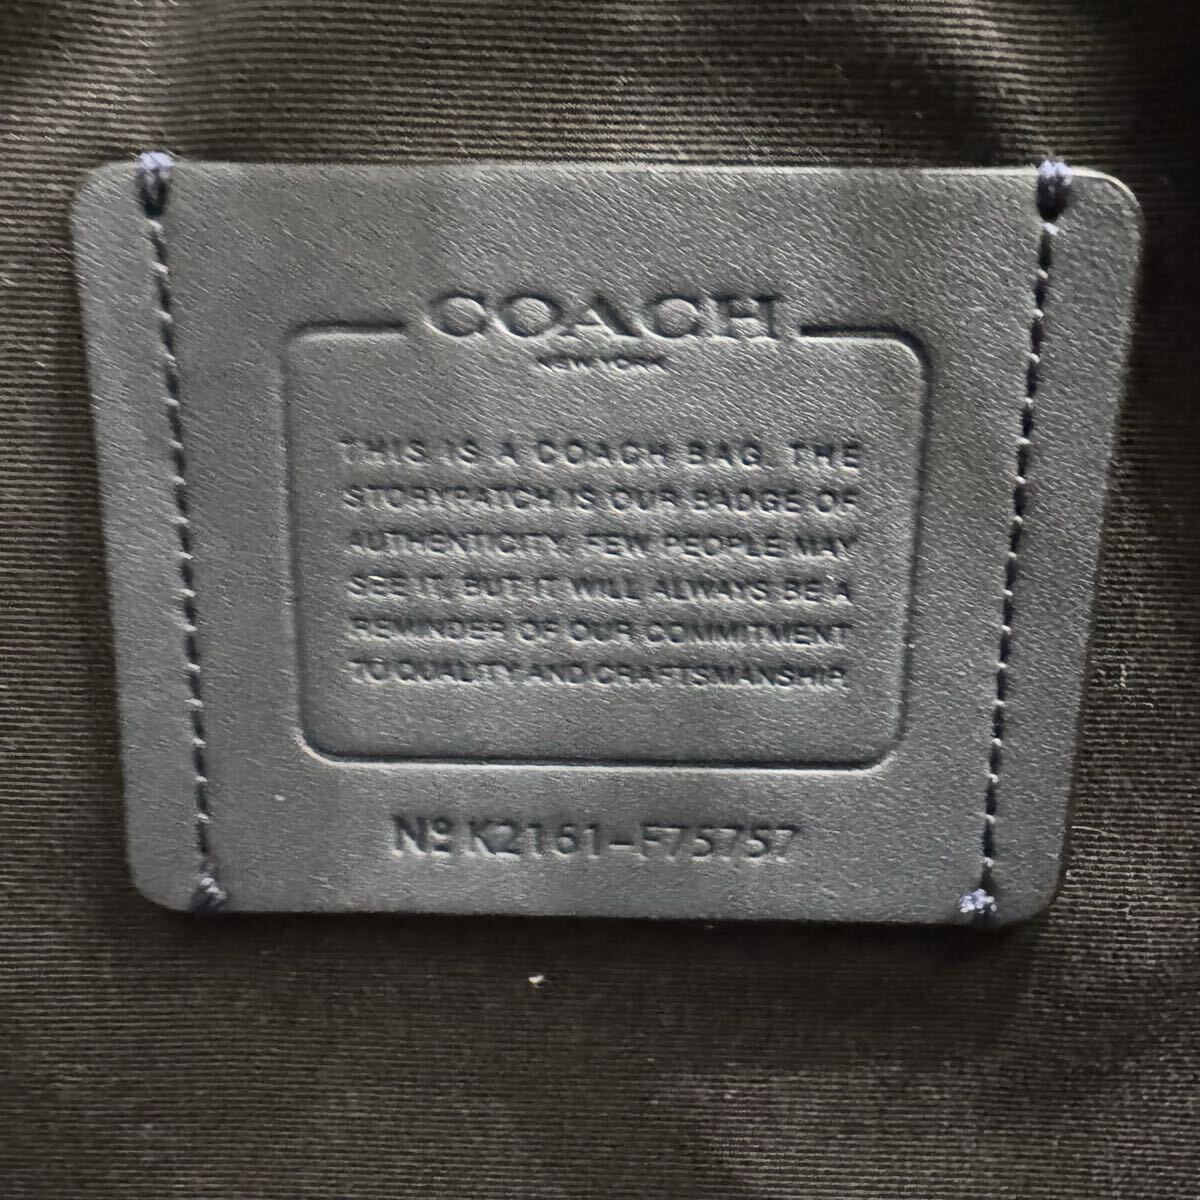 COACH
NEW YORK
THIS IS A COACH BAG. THE
STORYPATCH IS OUR BADGE OF
AUTHENTICITY. FEW PEOPLE MAY
SEE IT, BUT IT WILL ALWAYS BE A
REMINDER OF OUR COMMITMENT
TO QUALITY AND CRAFTSMANSHIP.
Nº K2161-F75757